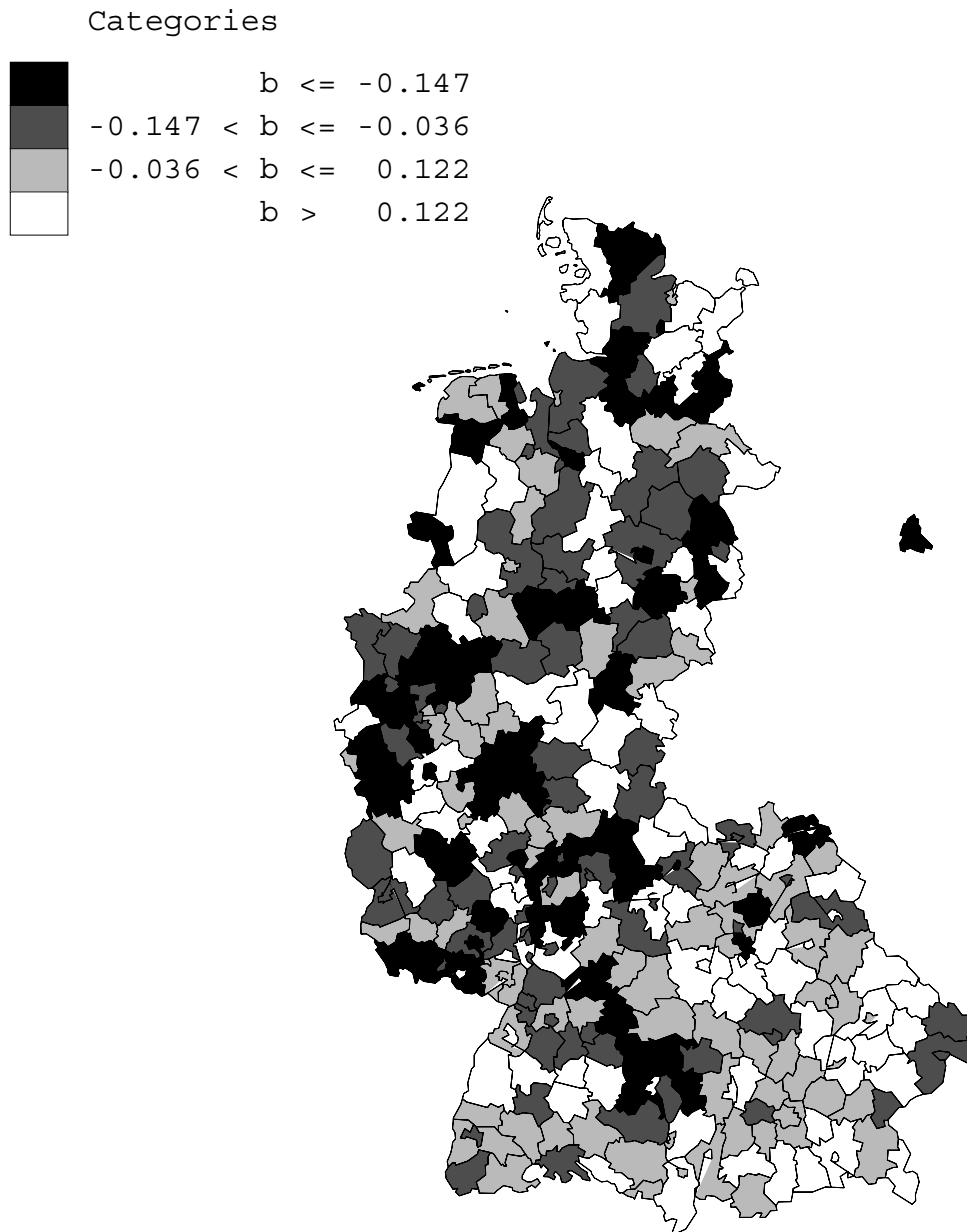 Categories
b <= -0.147
-0.147 < b <= -0.036
-0.036 < b <= 0.122
b > 0.122